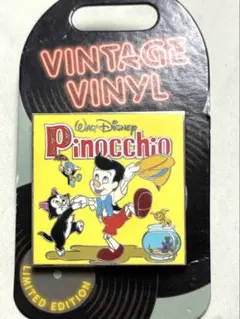 VINTAGE
VINYL
WALT DISNEY
Pinocchio
LIMITED EDITION